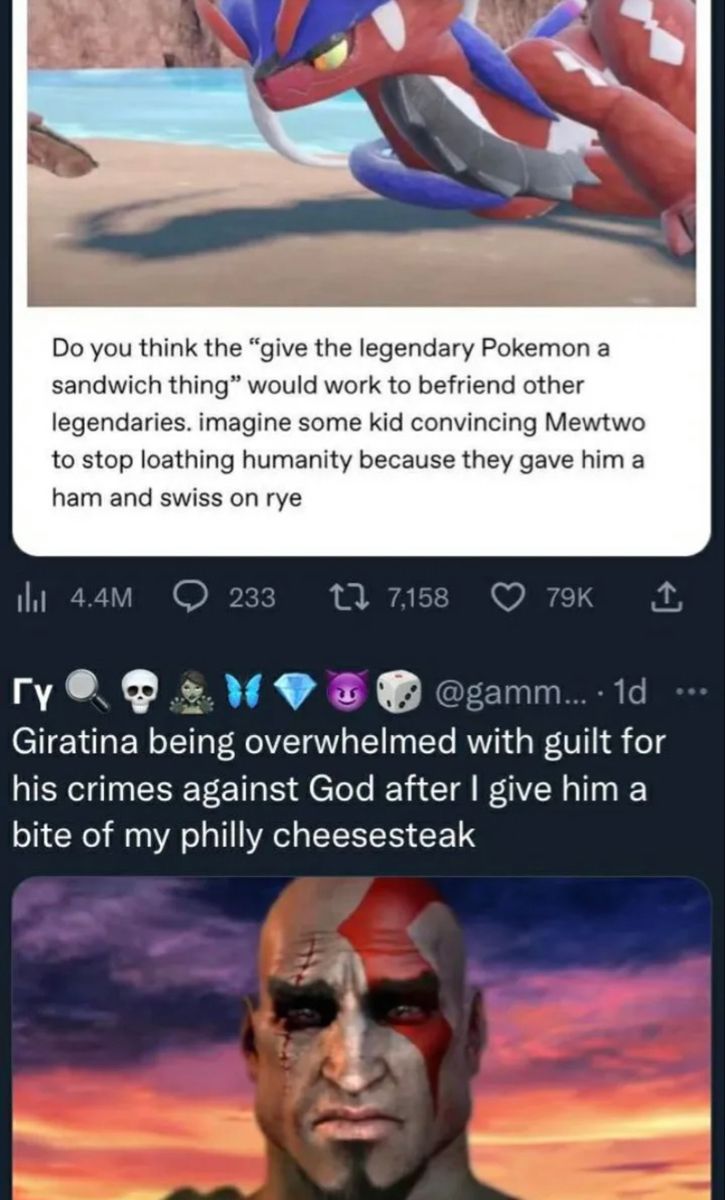 Do you think the “give the legendary Pokemon a
sandwich thing” would work to befriend other
legendaries. imagine some kid convincing Mewtwo
to stop loathing humanity because they gave him a
ham and swiss on rye
4.4M 233 7,158 79K
Γγ 🔍💀🧟‍♀️🦋💎😈🎲 @gamm... · 1d
Giratina being overwhelmed with guilt for
his crimes against God after I give him a
bite of my philly cheesesteak